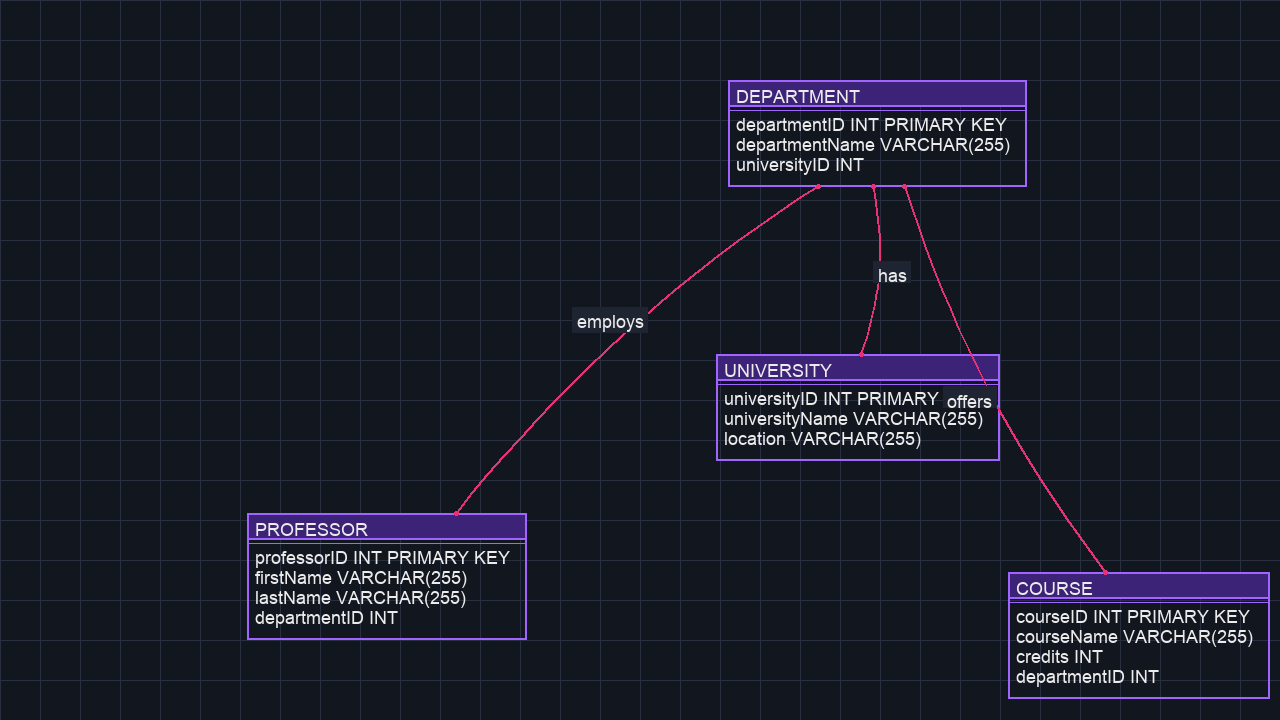 DEPARTMENT
departmentID INT PRIMARY KEY
departmentName VARCHAR(255)
universityID INT
has
employs
UNIVERSITY
universityID INT PRIMARY
offers
universityName VARCHAR(255)
location VARCHAR(255)
PROFESSOR
professorID INT PRIMARY KEY
firstName VARCHAR(255)
lastName VARCHAR(255)
departmentID INT
COURSE
courseID INT PRIMARY KEY
courseName VARCHAR(255)
credits INT
departmentID INT